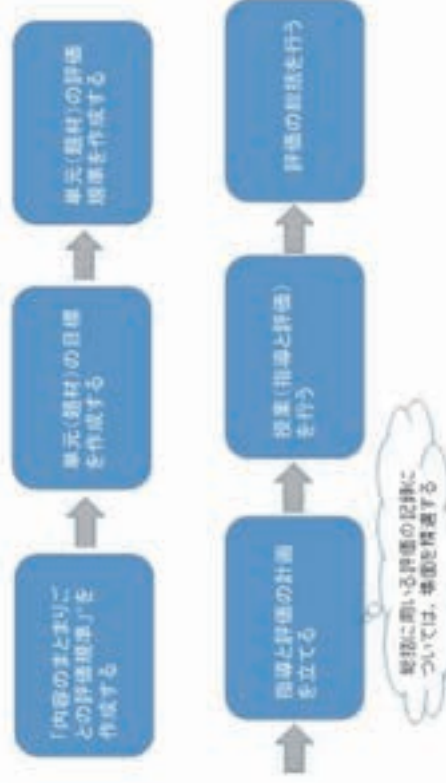 「内容のまとまりご
との評価規準」を
作成する
単元(題材)の目標
を作成する
単元(題材)の評価
規準を作成する
指導と評価の計画
を立てる
総括に用いる評価の記録に
ついては、場面を精選する
授業(指導と評価)
を行う
評価の総括を行う